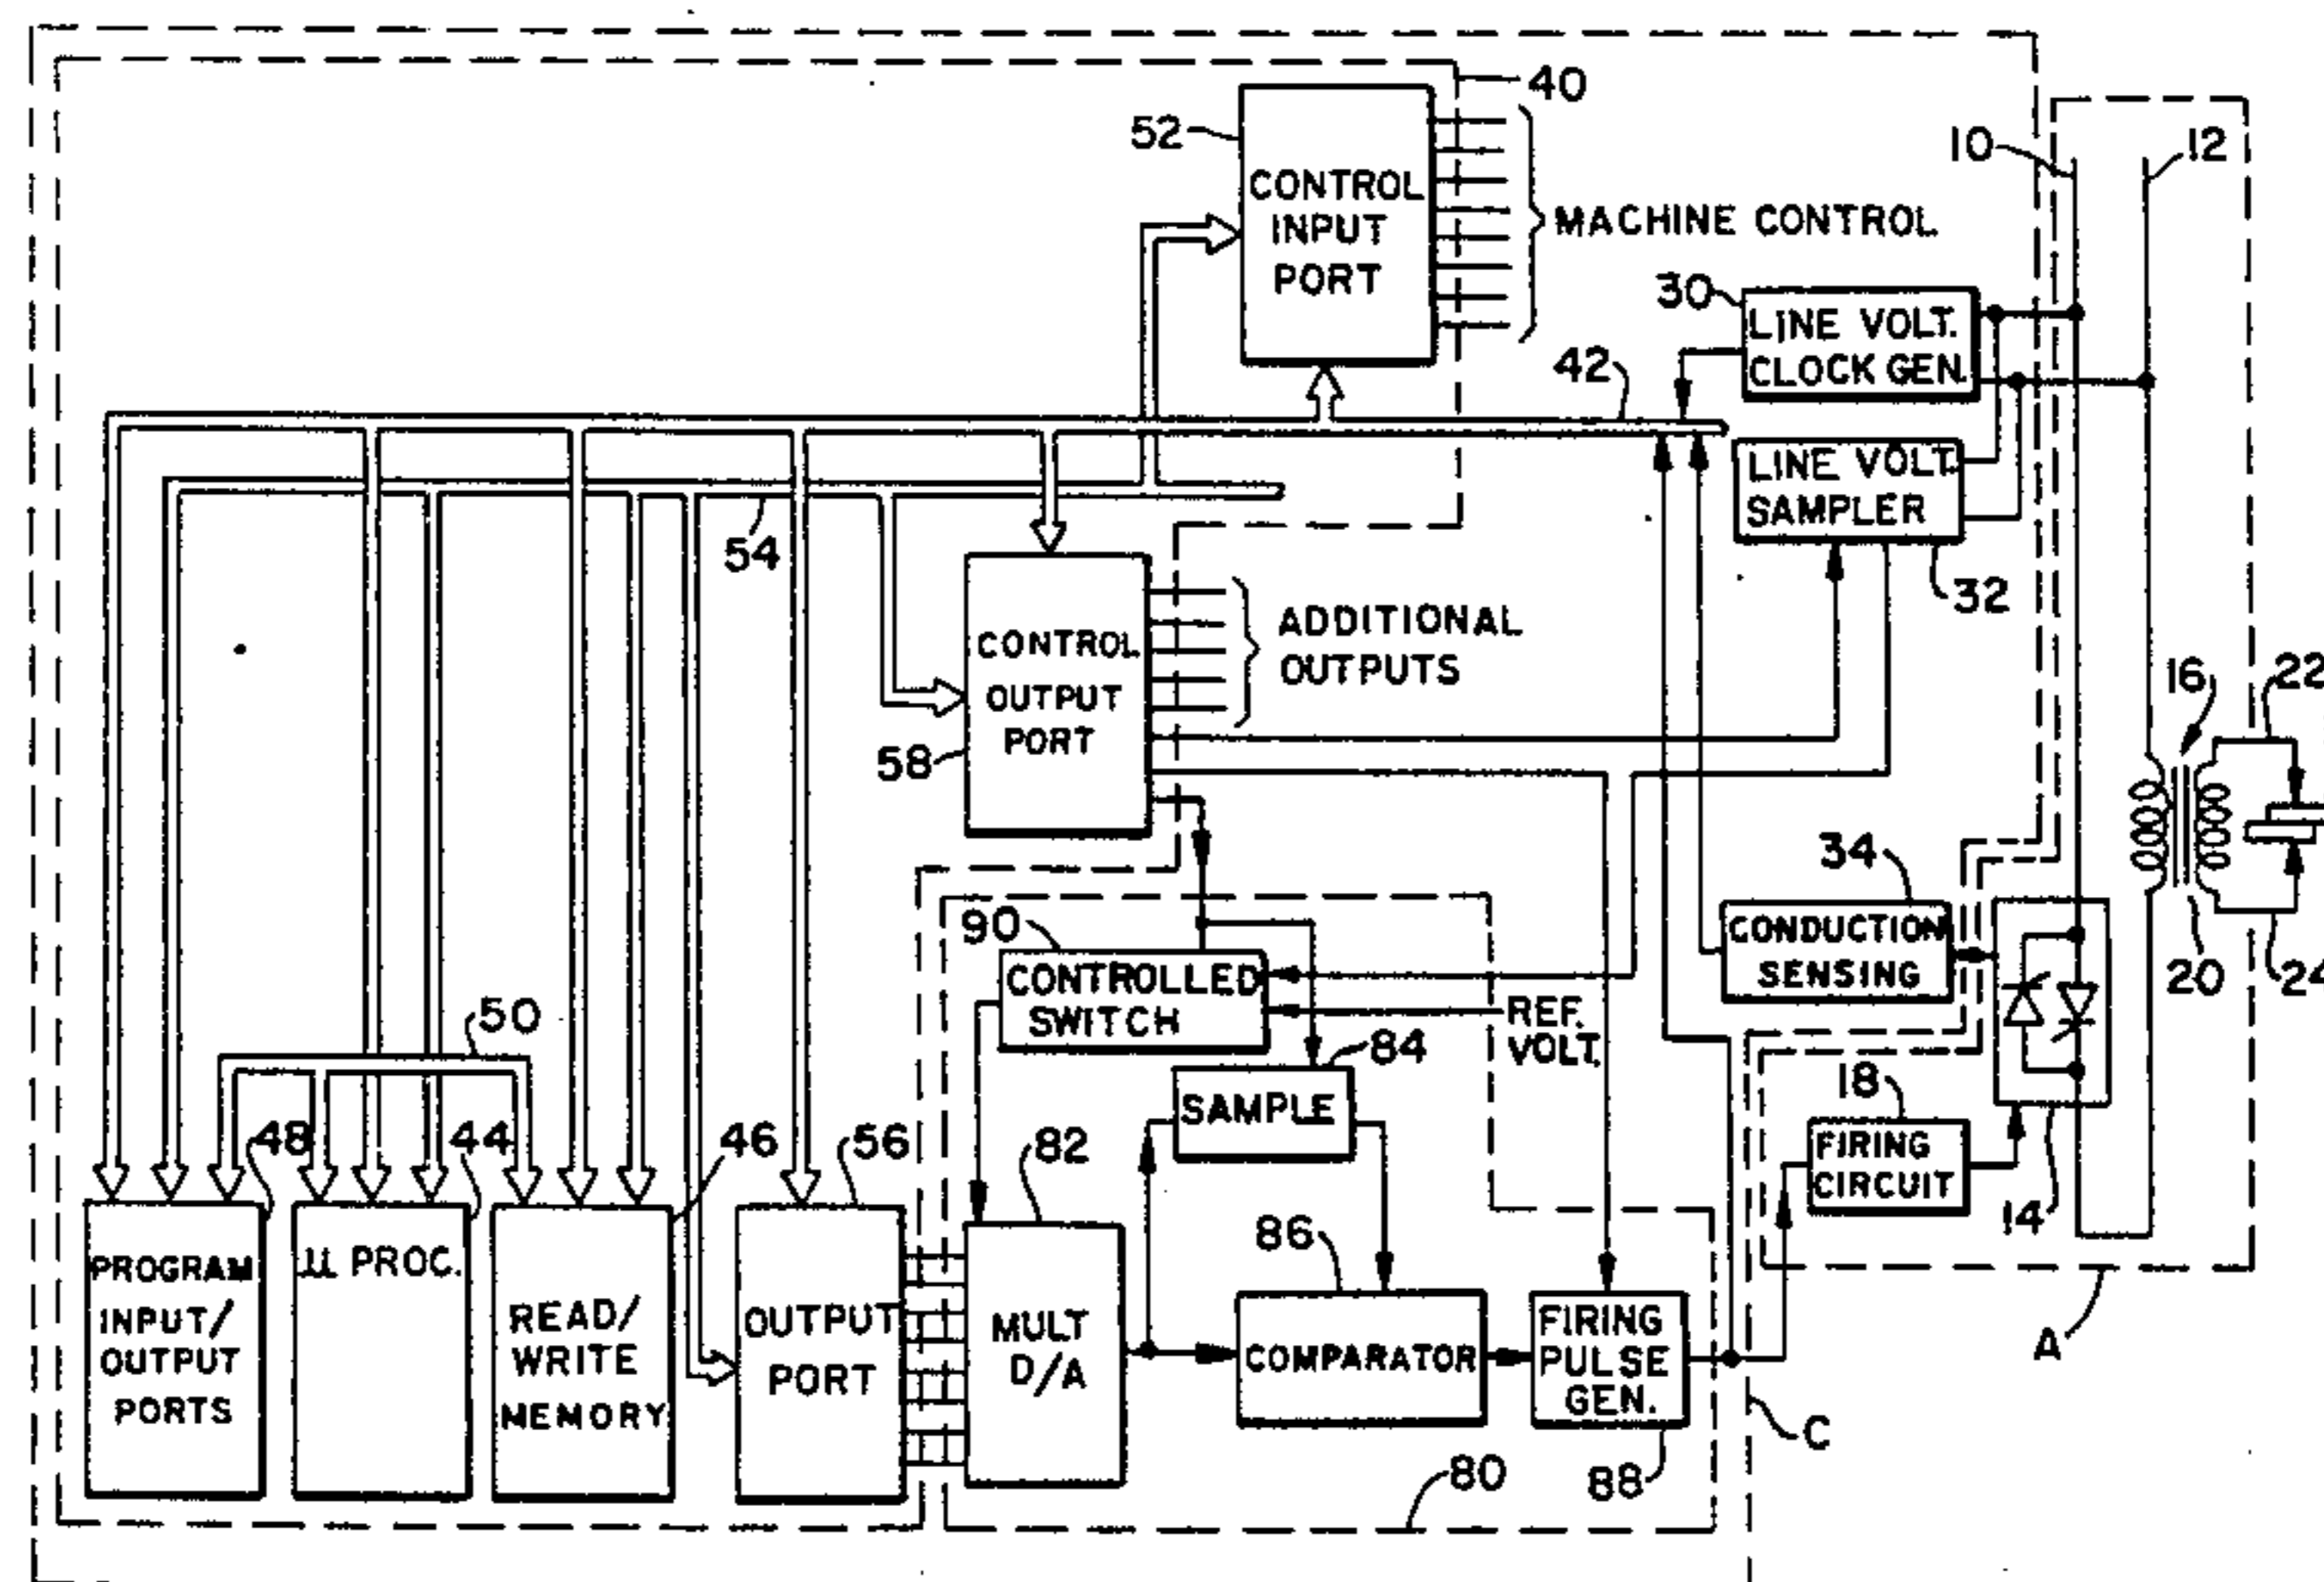 40
52
10
12
CONTROL
INPUT
PORT
MACHINE CONTROL
30
LINE VOLT.
CLOCK GEN.
42
LINE VOLT.
SAMPLER
54
32
CONTROL
OUTPUT
PORT
ADDITIONAL
OUTPUTS
58
16
22
34
90
CONDUCTION
SENSING
20
24
CONTROLLED
SWITCH
REF.
VOLT.
50
84
18
SAMPLE
48
44
46
56
82
FIRING
CIRCUIT
14
86
PROGRAM
INPUT/
OUTPUT
PORTS
µ PROC.
READ/
WRITE
MEMORY
OUTPUT
PORT
MULT
D/A
COMPARATOR
FIRING
PULSE
GEN.
A
C
80
88